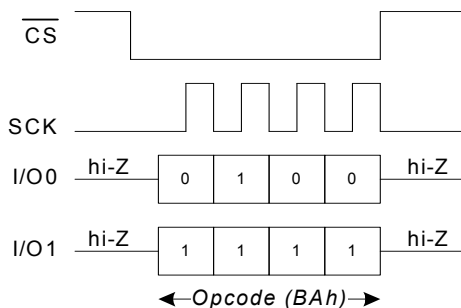 CS
SCK
I/O0 hi-Z 0 1 0 0 hi-Z
I/O1 hi-Z 1 1 1 1 hi-Z
Opcode (BAh)